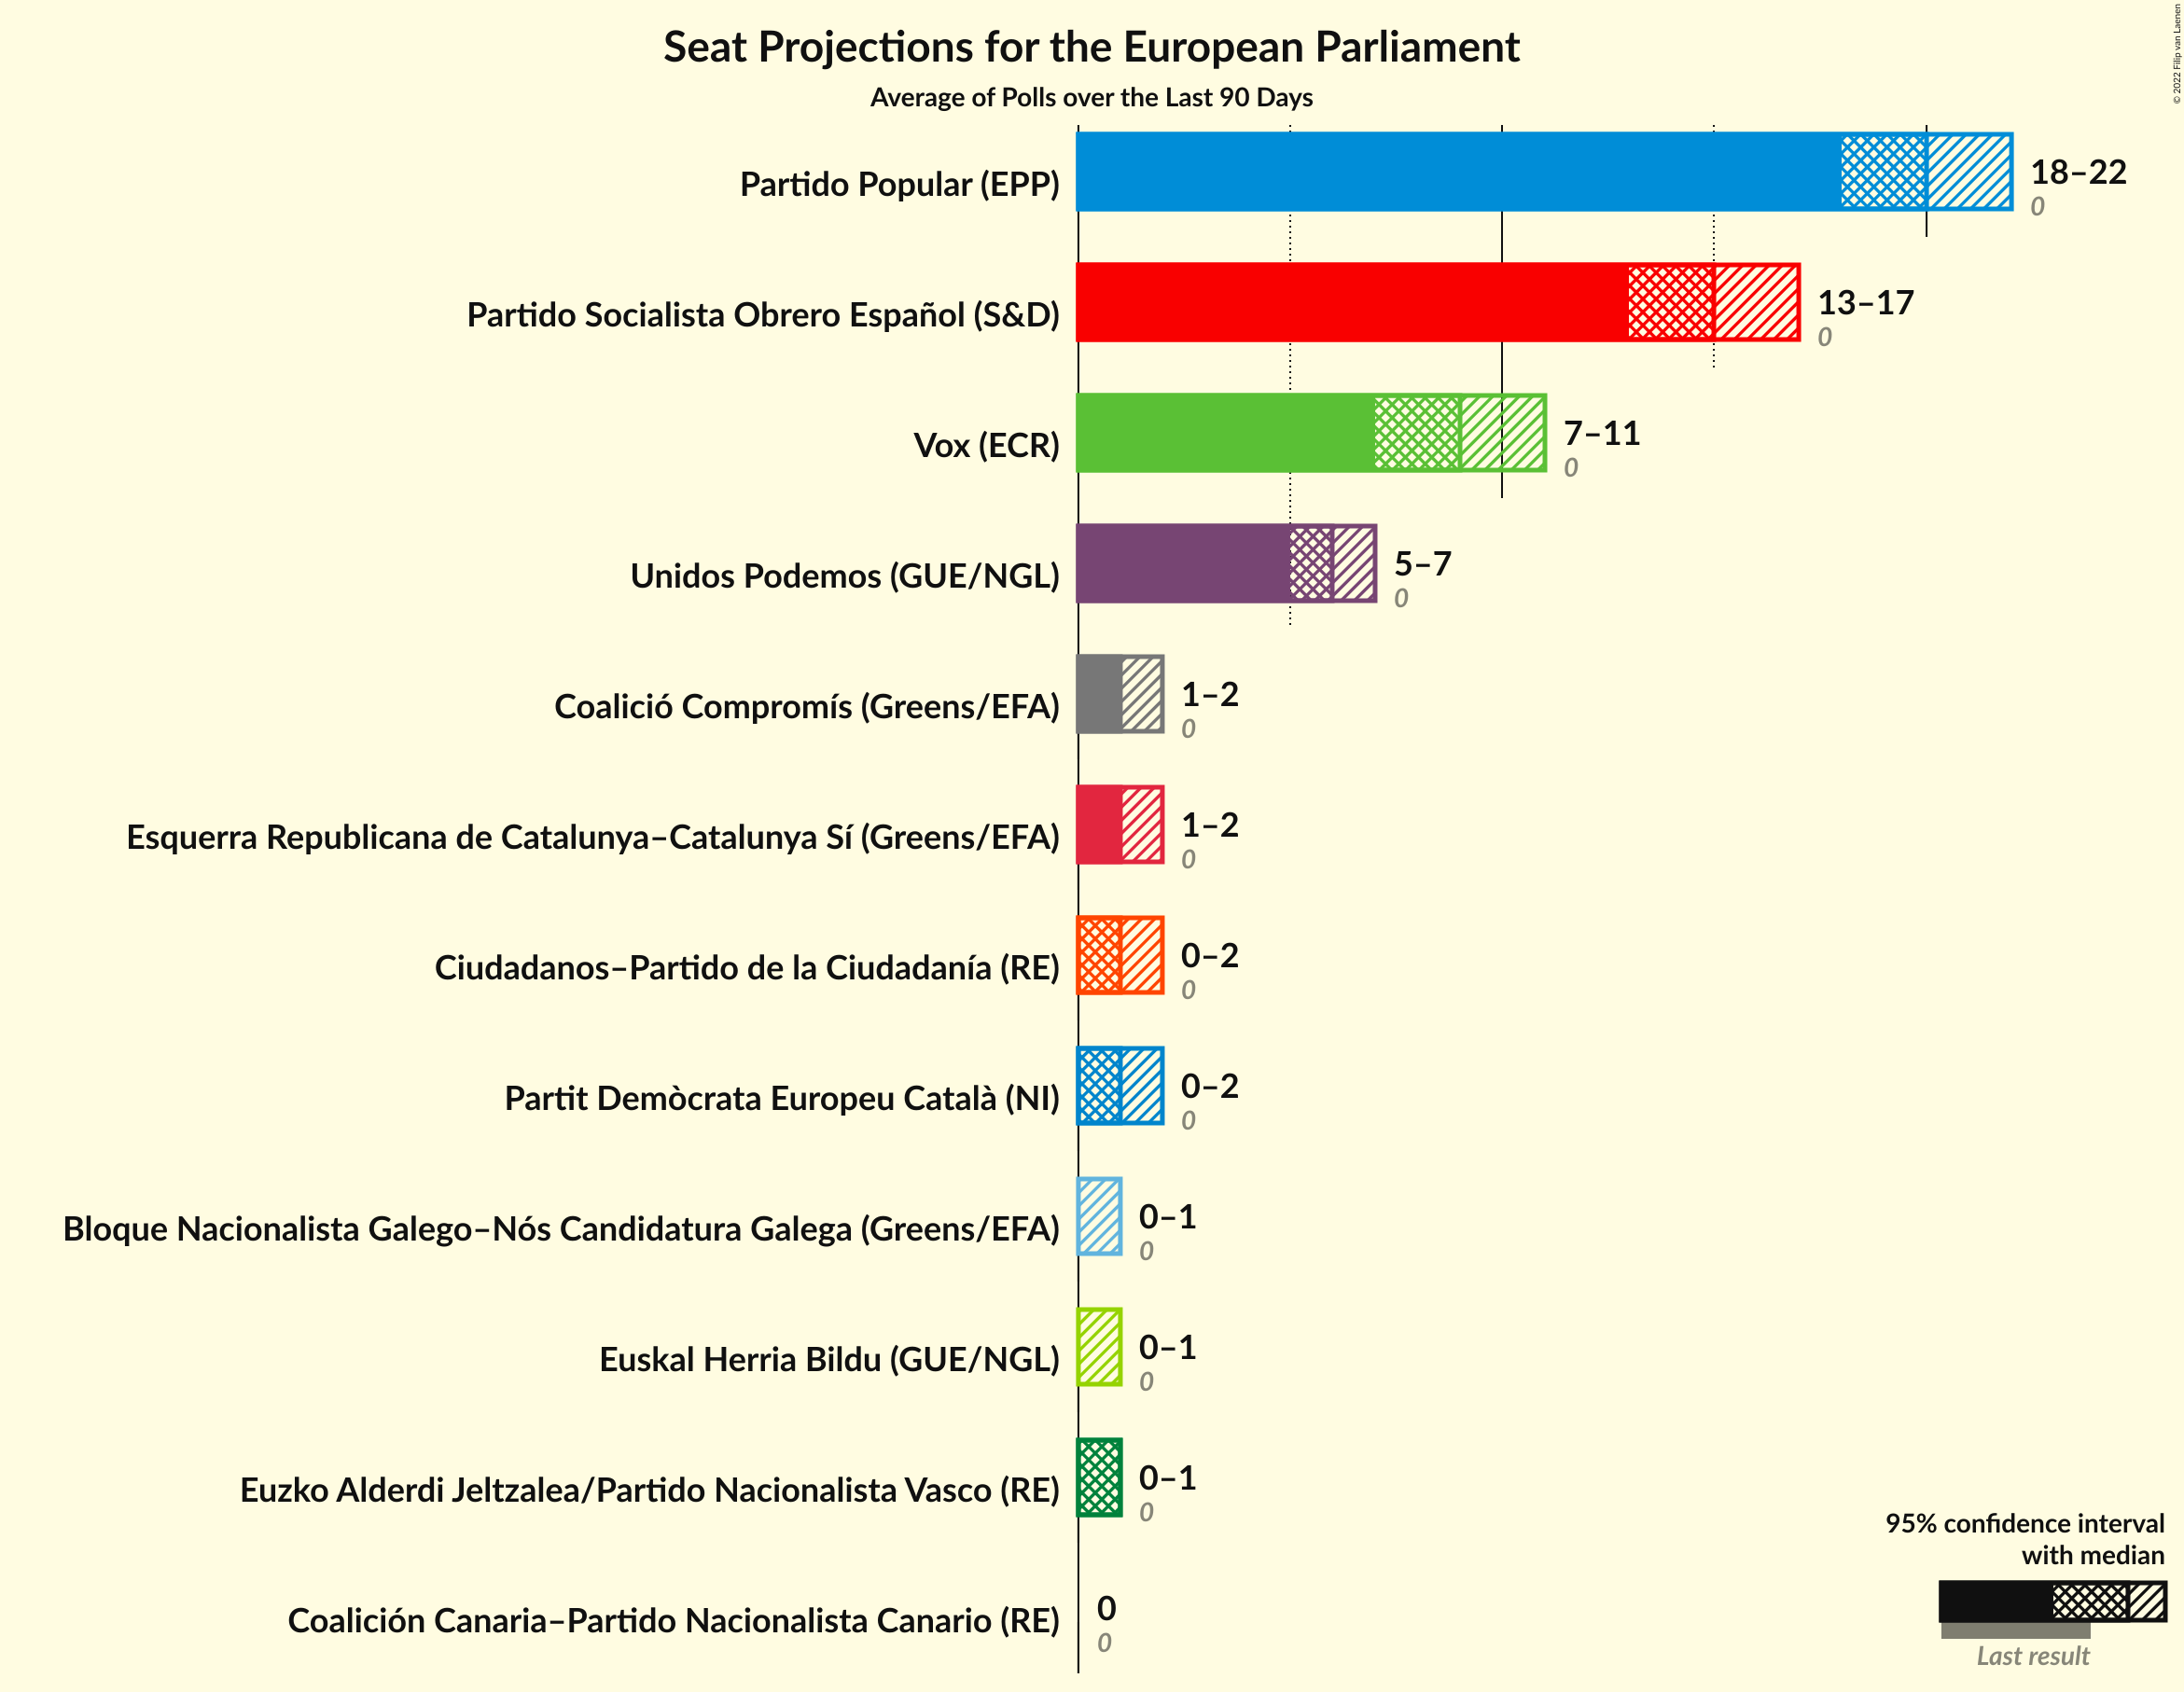 Seat Projections for the European Parliament
Average of Polls over the Last 90 Days
© 2022 Filip van Laenen
Partido Popular (EPP)
18–22
0
Partido Socialista Obrero Español (S&D)
13–17
0
Vox (ECR)
7–11
0
Unidos Podemos (GUE/NGL)
5–7
0
Coalició Compromís (Greens/EFA)
1–2
0
Esquerra Republicana de Catalunya–Catalunya Sí (Greens/EFA)
1–2
0
Ciudadanos–Partido de la Ciudadanía (RE)
0–2
0
Partit Demòcrata Europeu Català (NI)
0–2
0
Bloque Nacionalista Galego–Nós Candidatura Galega (Greens/EFA)
0–1
0
Euskal Herria Bildu (GUE/NGL)
0–1
0
Euzko Alderdi Jeltzalea/Partido Nacionalista Vasco (RE)
0–1
0
Coalición Canaria–Partido Nacionalista Canario (RE)
0
0
95% confidence interval
with median
Last result